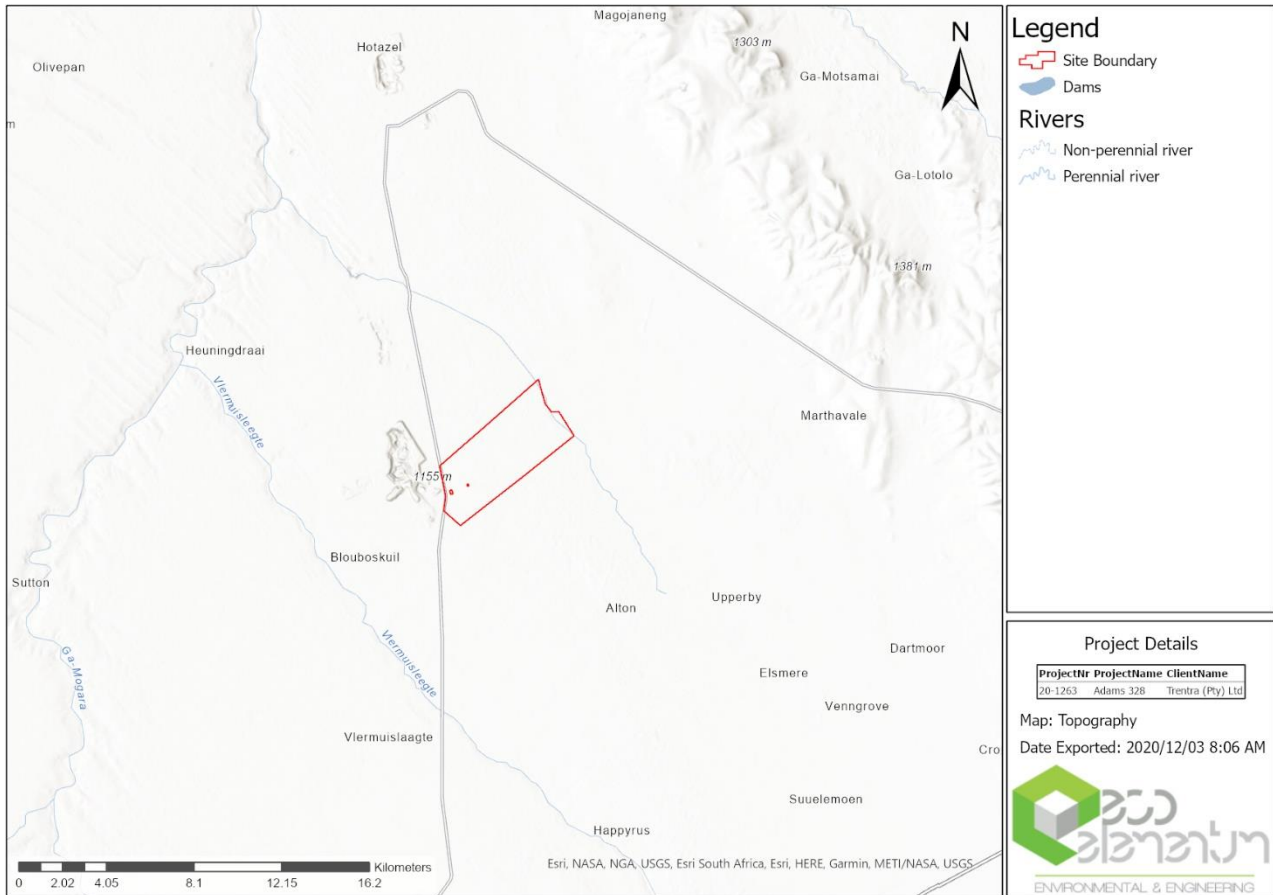 Magojaneng
Hotazel
1303 m
N
Olivepan
Ga-Motsamai
m
Ga-Lotolo
1381 m
Heuningdraai
Vlermuisleegte
Marthavale
1155 m
Blouboskuil
Sutton
Alton
Upperby
Ga-Mogara
Vlermuisleegte
Dartmoor
Elsmere
Venngrove
Vlermuislaagte
Cro
Suuelemoen
Happyrus
Kilometers
0 2.02 4.05 8.1 12.15 16.2
Esri, NASA, NGA, USGS, Esri South Africa, Esri, HERE, Garmin, METI/NASA, USGS
Legend
Site Boundary
Dams
Rivers
Non-perennial river
Perennial river
Project Details
ProjectNr ProjectName ClientName
20-1263 Adams 328 Trentra (Pty) Ltd
Map: Topography
Date Exported: 2020/12/03 8:06 AM
eco
elementum
ENVIRONMENTAL & ENGINEERING